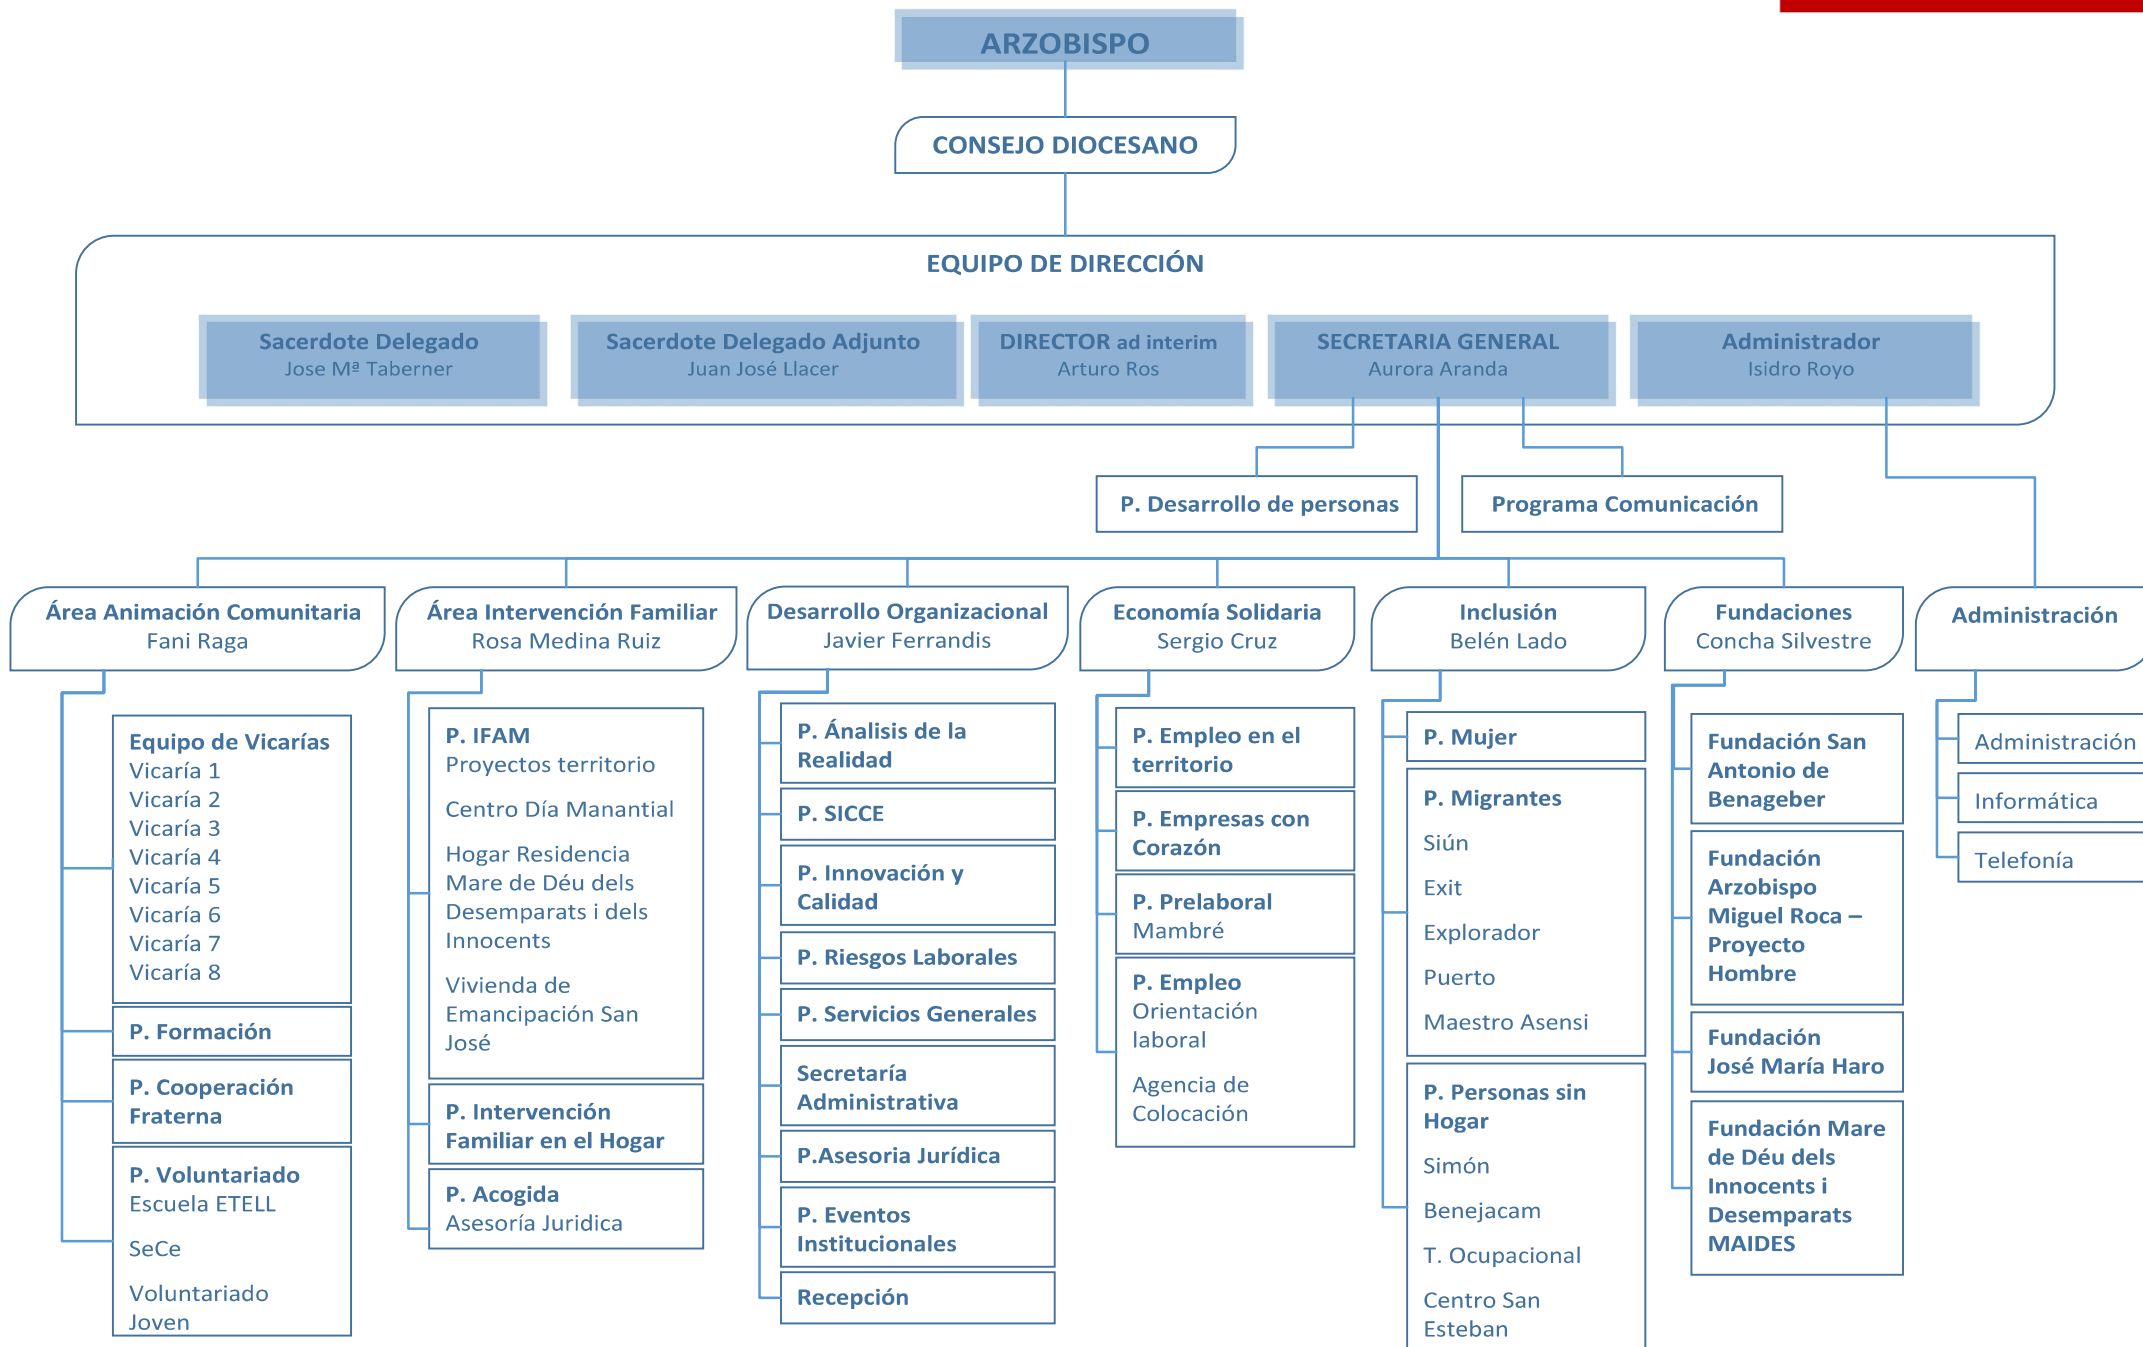 ARZOBISPO
CONSEJO DIOCESANO
EQUIPO DE DIRECCIÓN
Sacerdote Delegado
Jose Mª Taberner
Sacerdote Delegado Adjunto
Juan José Llacer
DIRECTOR ad interim
Arturo Ros
SECRETARIA GENERAL
Aurora Aranda
Administrador
Isidro Royo
P. Desarrollo de personas
Programa Comunicación
Área Animación Comunitaria
Fani Raga
Equipo de Vicarías
Vicaría 1
Vicaría 2
Vicaría 3
Vicaría 4
Vicaría 5
Vicaría 6
Vicaría 7
Vicaría 8
P. Formación
P. Cooperación
Fraterna
P. Voluntariado
Escuela ETELL
SeCe
Voluntariado
Joven
Área Intervención Familiar
Rosa Medina Ruiz
P. IFAM
Proyectos territorio
Centro Día Manantial
Hogar Residencia
Mare de Déu dels
Desemparats i dels
Innocents
Vivienda de
Emancipación San
José
P. Intervención
Familiar en el Hogar
P. Acogida
Asesoría Juridica
Desarrollo Organizacional
Javier Ferrandis
P. Ánalisis de la
Realidad
P. SICCE
P. Innovación y
Calidad
P. Riesgos Laborales
P. Servicios Generales
Secretaría
Administrativa
P.Asesoria Jurídica
P. Eventos
Institucionales
Recepción
Economía Solidaria
Sergio Cruz
P. Empleo en el
territorio
P. Empresas con
Corazón
P. Prelaboral
Mambré
P. Empleo
Orientación
laboral
Agencia de
Colocación
Inclusión
Belén Lado
P. Mujer
P. Migrantes
Siún
Exit
Explorador
Puerto
Maestro Asensi
P. Personas sin
Hogar
Simón
Benejacam
T. Ocupacional
Centro San
Esteban
Fundaciones
Concha Silvestre
Fundación San
Antonio de
Benageber
Fundación
Arzobispo
Miguel Roca –
Proyecto
Hombre
Fundación
José María Haro
Fundación Mare
de Déu dels
Innocents i
Desemparats
MAIDES
Administración
Administración
Informática
Telefonía